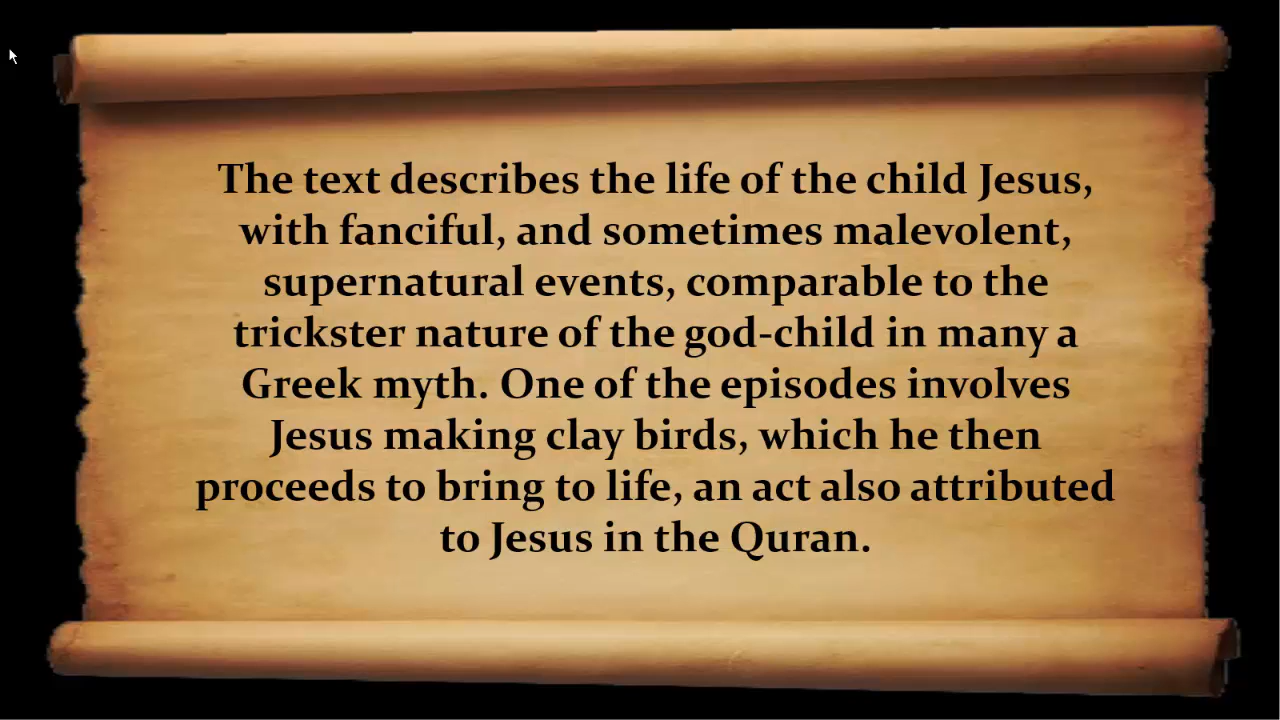 The text describes the life of the child Jesus,
with fanciful, and sometimes malevolent,
supernatural events, comparable to the
trickster nature of the god-child in many a
Greek myth. One of the episodes involves
Jesus making clay birds, which he then
proceeds to bring to life, an act also attributed
to Jesus in the Quran.